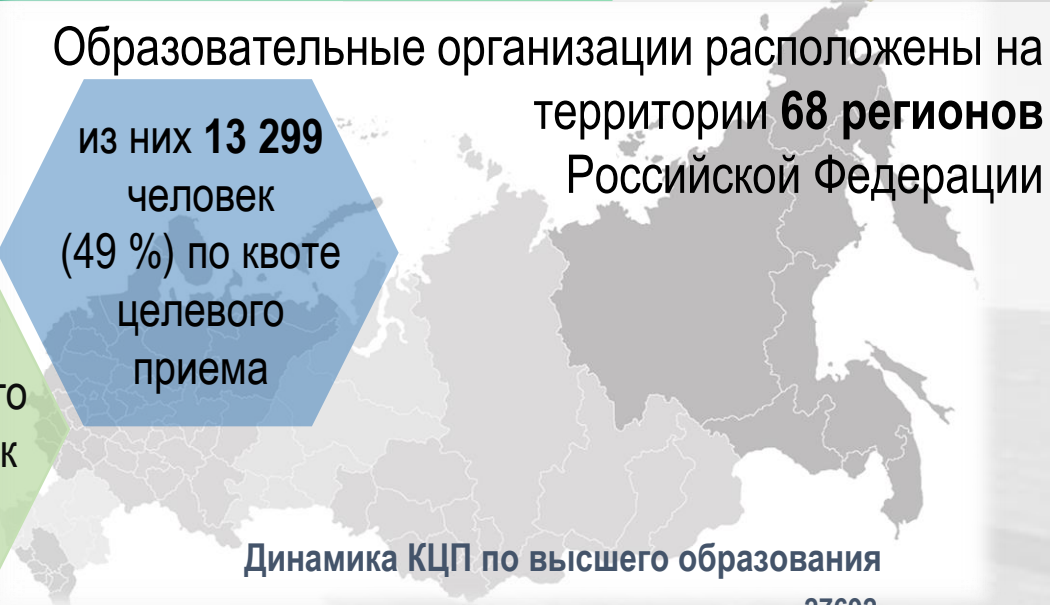 Образовательные организации расположены на
территории 68 регионов
Российской Федерации
из них 13 299
человек
(49 %) по квоте
целевого
приема
Динамика КЦП по высшего образования